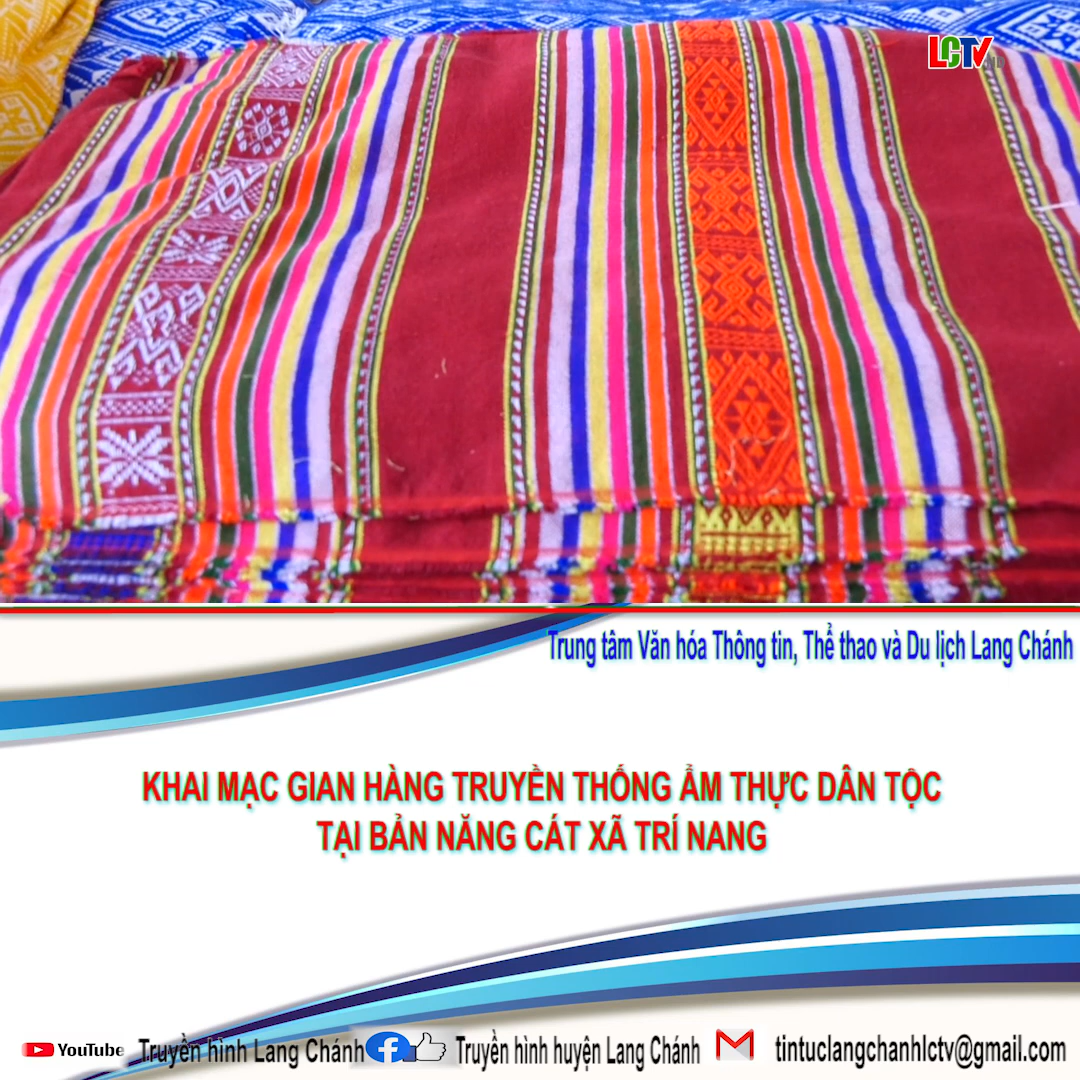 LCTV
Trung tâm Văn hóa Thông tin, Thể thao và Du lịch Lang Chánh
KHAI MẠC GIAN HÀNG TRUYỀN THỐNG ẨM THỰC DÂN TỘC
TẠI BẢN NĂNG CÁT XÃ TRÍ NANG
YouTube Truyền hình Lang Chánh Truyền hình huyện Lang Chánh tintuclangchanhlctv@gmail.com